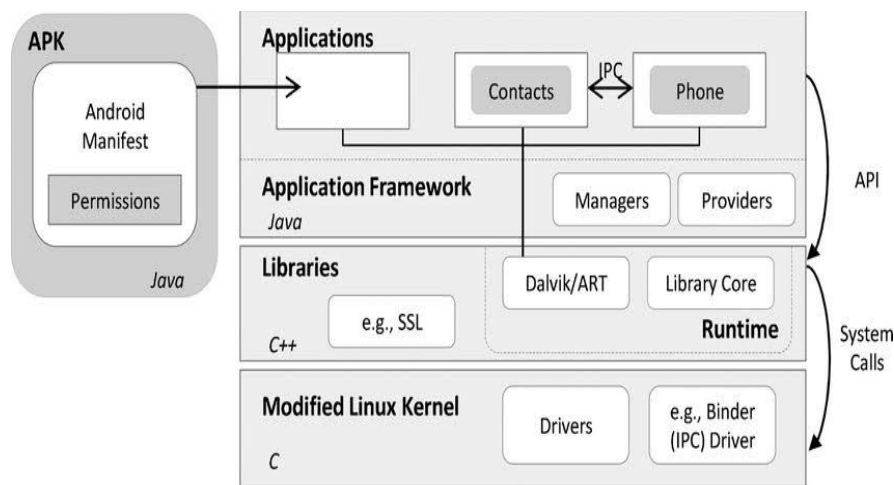 APK
Android
Manifest
Permissions
Java
Applications
Contacts
IPC
Phone
Application Framework
Java
Managers
Providers
API
Libraries
e.g., SSL
C++
Dalvik/ART
Library Core
Runtime
System
Calls
Modified Linux Kernel
C
Drivers
e.g., Binder
(IPC) Driver